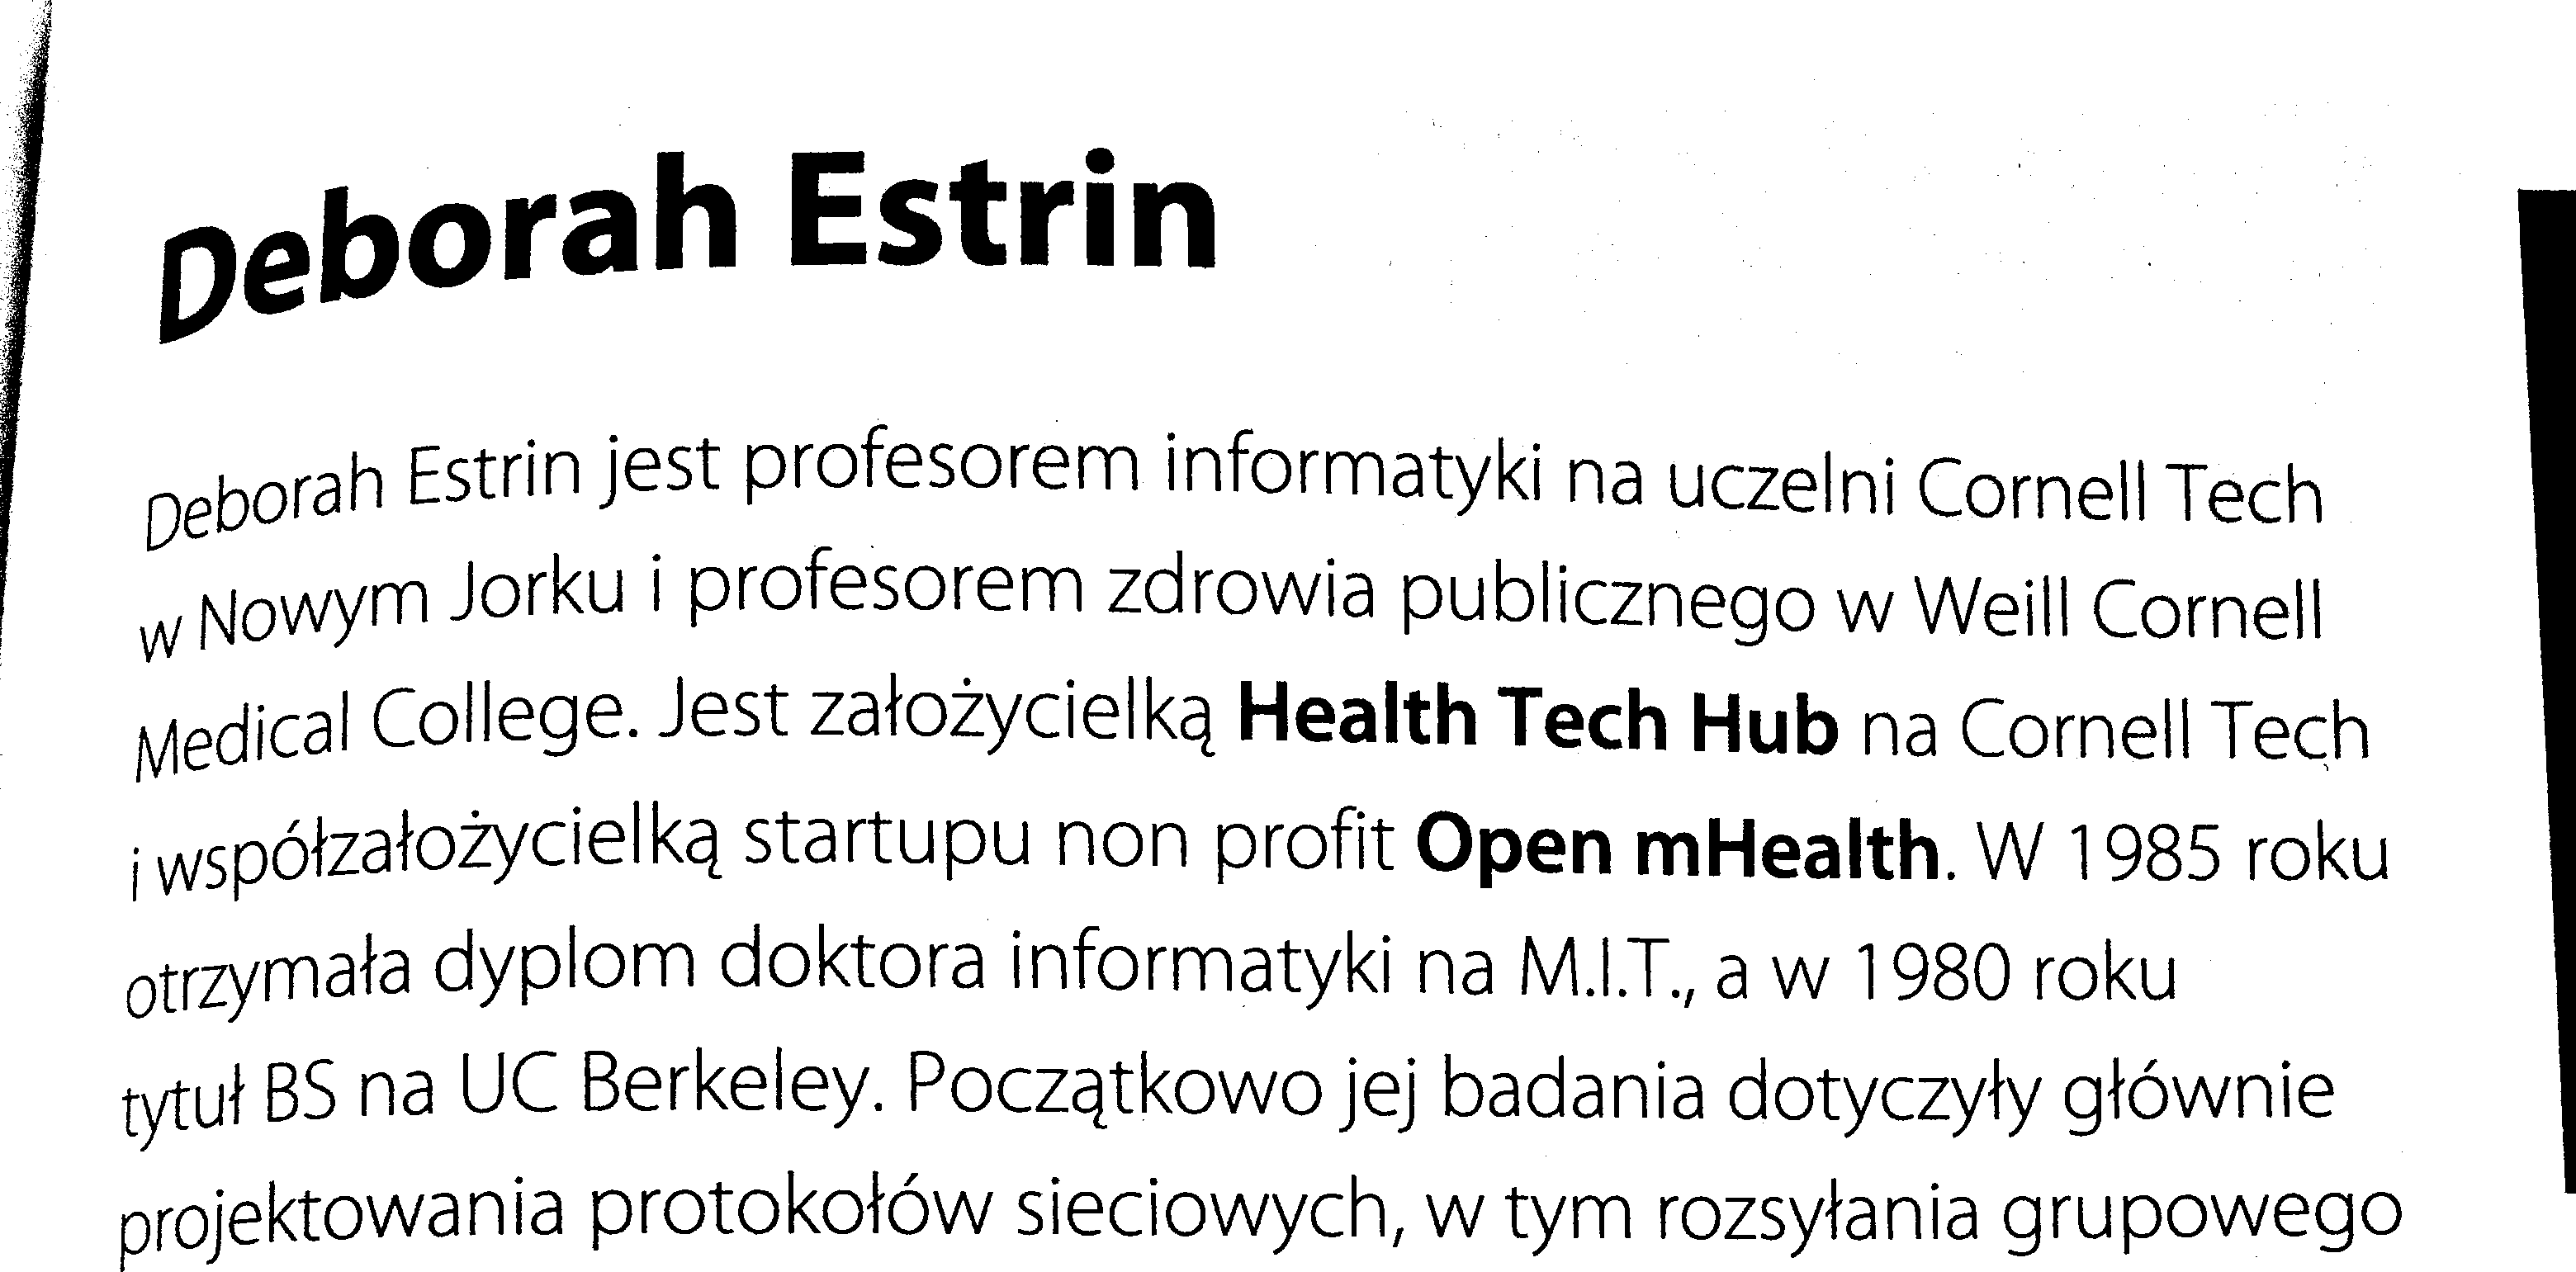 Deborah Estrin
Deborah Estrin jest profesorem informatyki na uczelni Cornell Tech
w Nowym Jorku i profesorem zdrowia publicznego w Weill Cornell
Medical College. Jest założycielką Health Tech Hub na Cornell Tech
i współzałożycielką startupu non profit Open mHealth. W 1985 roku
otrzymała dyplom doktora informatyki na M.I.T., a w 1980 roku
tytuł BS na UC Berkeley. Początkowo jej badania dotyczyły głównie
projektowania protokołów sieciowych, w tym rozsyłania grupowego